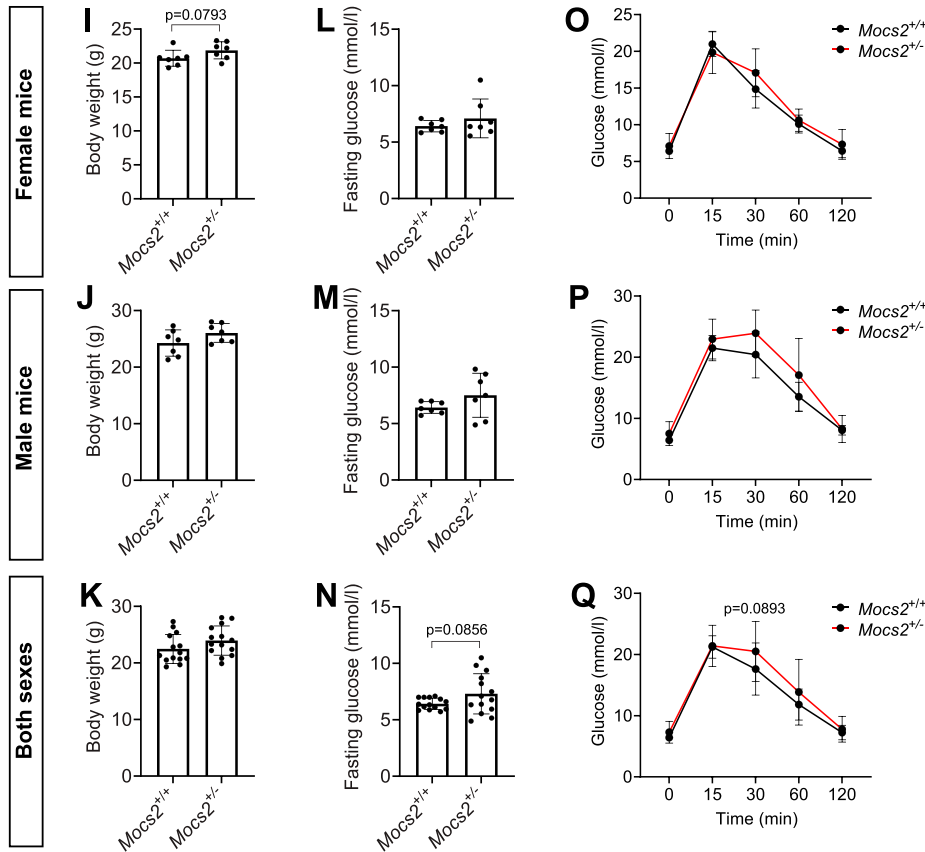 Female mice
I
Body weight (g)
25
20
15
10
5
0
p=0.0793
Mocs2+/+
Mocs2+/-
L
Fasting glucose (mmol/l)
15
10
5
0
Mocs2+/+
Mocs2+/-
O
Glucose (mmol/l)
25
20
15
10
5
0
0 15 30 60 120
Time (min)
Mocs2+/+
Mocs2+/-
Male mice
J
Body weight (g)
30
20
10
0
Mocs2+/+
Mocs2+/-
M
Fasting glucose (mmol/l)
15
10
5
0
Mocs2+/+
Mocs2+/-
P
Glucose (mmol/l)
30
20
10
0
0 15 30 60 120
Time (min)
Mocs2+/+
Mocs2+/-
Both sexes
K
Body weight (g)
30
20
10
0
Mocs2+/+
Mocs2+/-
N
Fasting glucose (mmol/l)
15
10
5
0
p=0.0856
Mocs2+/+
Mocs2+/-
Q
Glucose (mmol/l)
30
20
10
0
p=0.0893
0 15 30 60 120
Time (min)
Mocs2+/+
Mocs2+/-